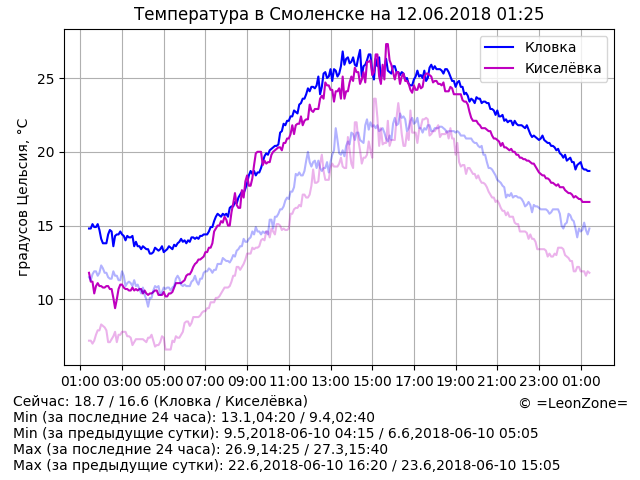 Температура в Смоленске на 12.06.2018 01:25
Кловка
Киселёвка
градусов Цельсия, °C
25
20
15
10
01:00 03:00 05:00 07:00 09:00 11:00 13:00 15:00 17:00 19:00 21:00 23:00 01:00
Сейчас: 18.7 / 16.6 (Кловка / Киселёвка)
© =LeonZone=
Min (за последние 24 часа): 13.1,04:20 / 9.4,02:40
Min (за предыдущие сутки): 9.5,2018-06-10 04:15 / 6.6,2018-06-10 05:05
Max (за последние 24 часа): 26.9,14:25 / 27.3,15:40
Max (за предыдущие сутки): 22.6,2018-06-10 16:20 / 23.6,2018-06-10 15:05